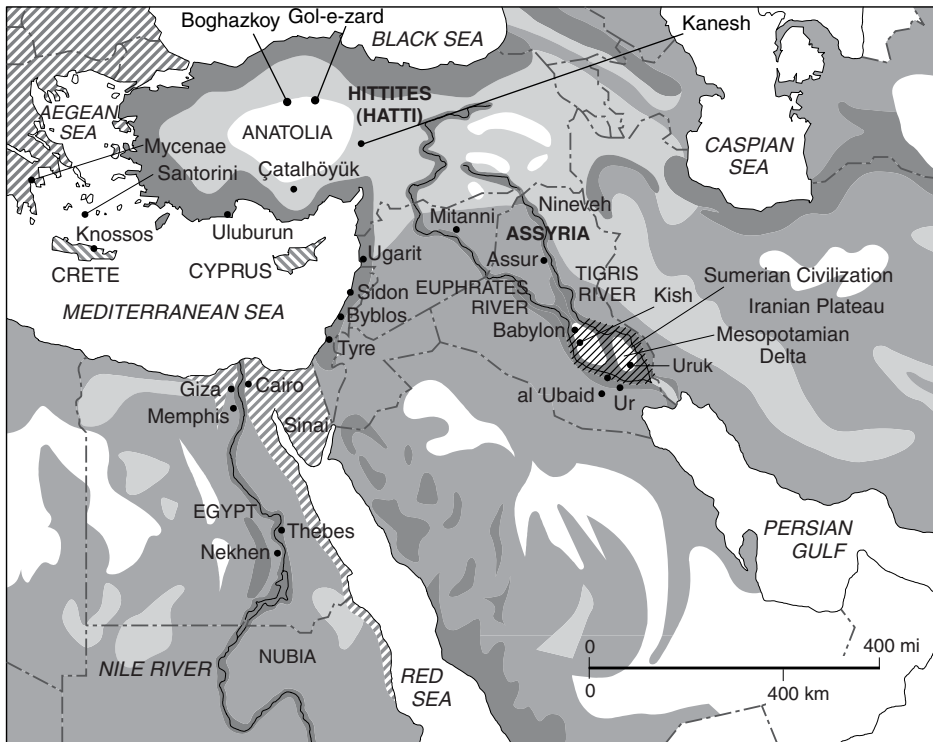 Boghazkoy
Gol-e-zard
Kanesh
BLACK SEA
HITTITES
(HATTI)
AEGEAN
SEA
ANATOLIA
CASPIAN
SEA
Mycenae
Santorini
Çatalhöyük
Nineveh
Mitanni
Knossos
Uluburun
ASSYRIA
Ugarit
Assur
CRETE
CYPRUS
TIGRIS
RIVER
Sumerian Civilization
EUPHRATES
RIVER
Kish
Iranian Plateau
MEDITERRANEAN SEA
Sidon
Byblos
Babylon
Mesopotamian
Delta
Tyre
Uruk
Giza
Cairo
al ‘Ubaid
Ur
Memphis
Sinai
EGYPT
Thebes
Nekhen
PERSIAN
GULF
NUBIA
NILE RIVER
RED
SEA
0
400 mi
0
400 km